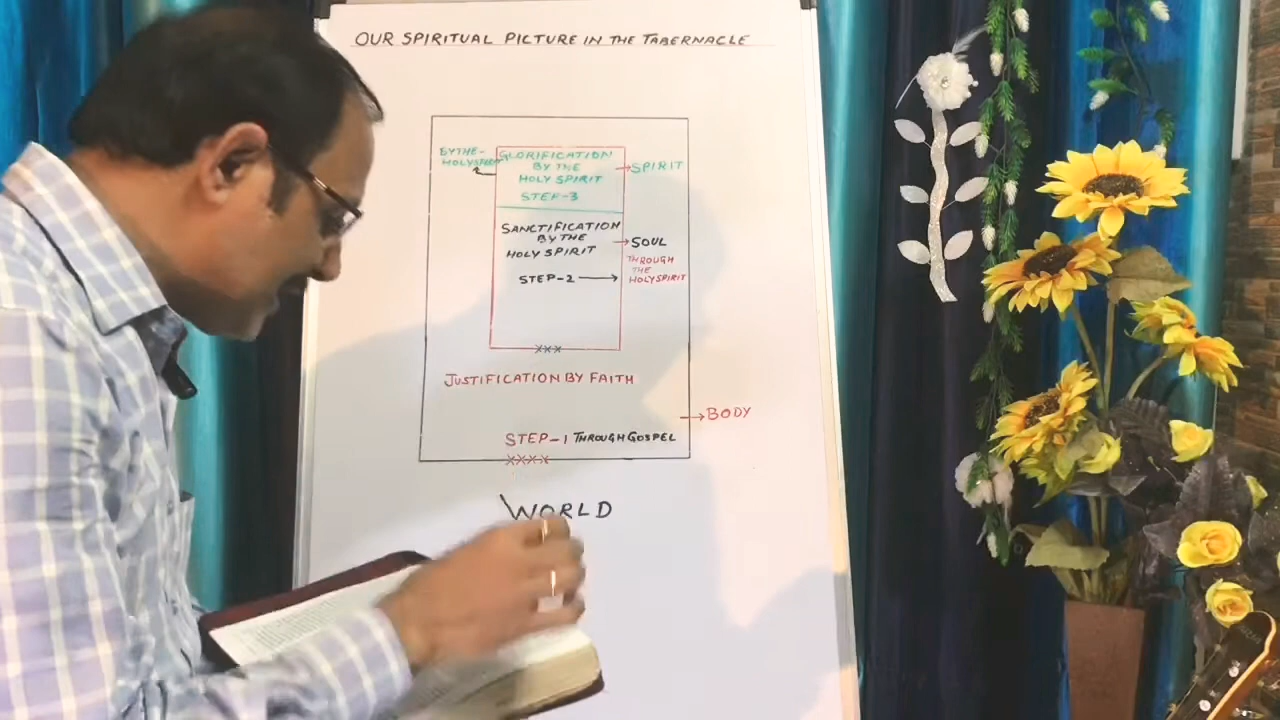 OUR SPIRITUAL PICTURE IN THE TABERNACLE
BY THE-
HOLY SPIRIT
GLORIFICATION
BY THE
HOLY SPIRIT
STEP-3
SPIRIT
SANCTIFICATION
BY THE
HOLY SPIRIT
STEP-2
SOUL
THROUGH
THE
HOLY SPIRIT
XXX
JUSTIFICATION BY FAITH
BODY
STEP-1 THROUGH GOSPEL
XXXX
WORLD